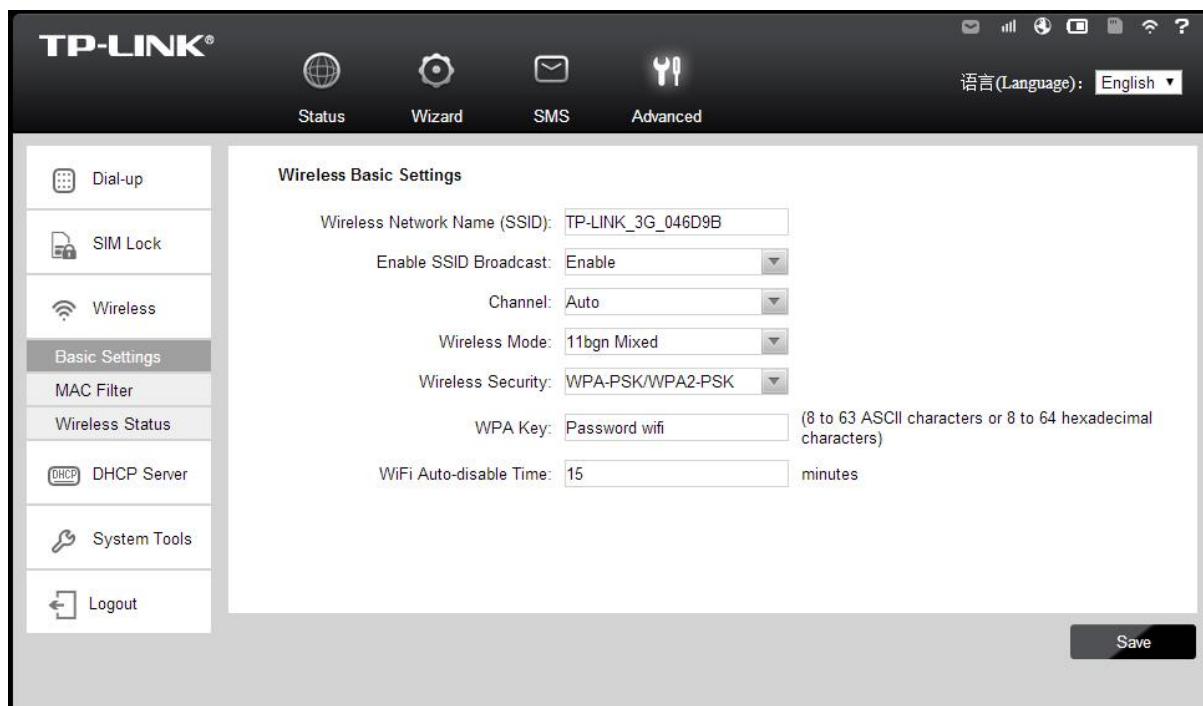 TP-LINK®
?
语言(Language): English
Status Wizard SMS Advanced
Dial-up
SIM Lock
Wireless
Basic Settings
MAC Filter
Wireless Status
DHCP DHCP Server
System Tools
Logout
Wireless Basic Settings
Wireless Network Name (SSID): TP-LINK_3G_046D9B
Enable SSID Broadcast: Enable
Channel: Auto
Wireless Mode: 11bgn Mixed
Wireless Security: WPA-PSK/WPA2-PSK
WPA Key: Password wifi (8 to 63 ASCII characters or 8 to 64 hexadecimal
characters)
WiFi Auto-disable Time: 15 minutes
Save